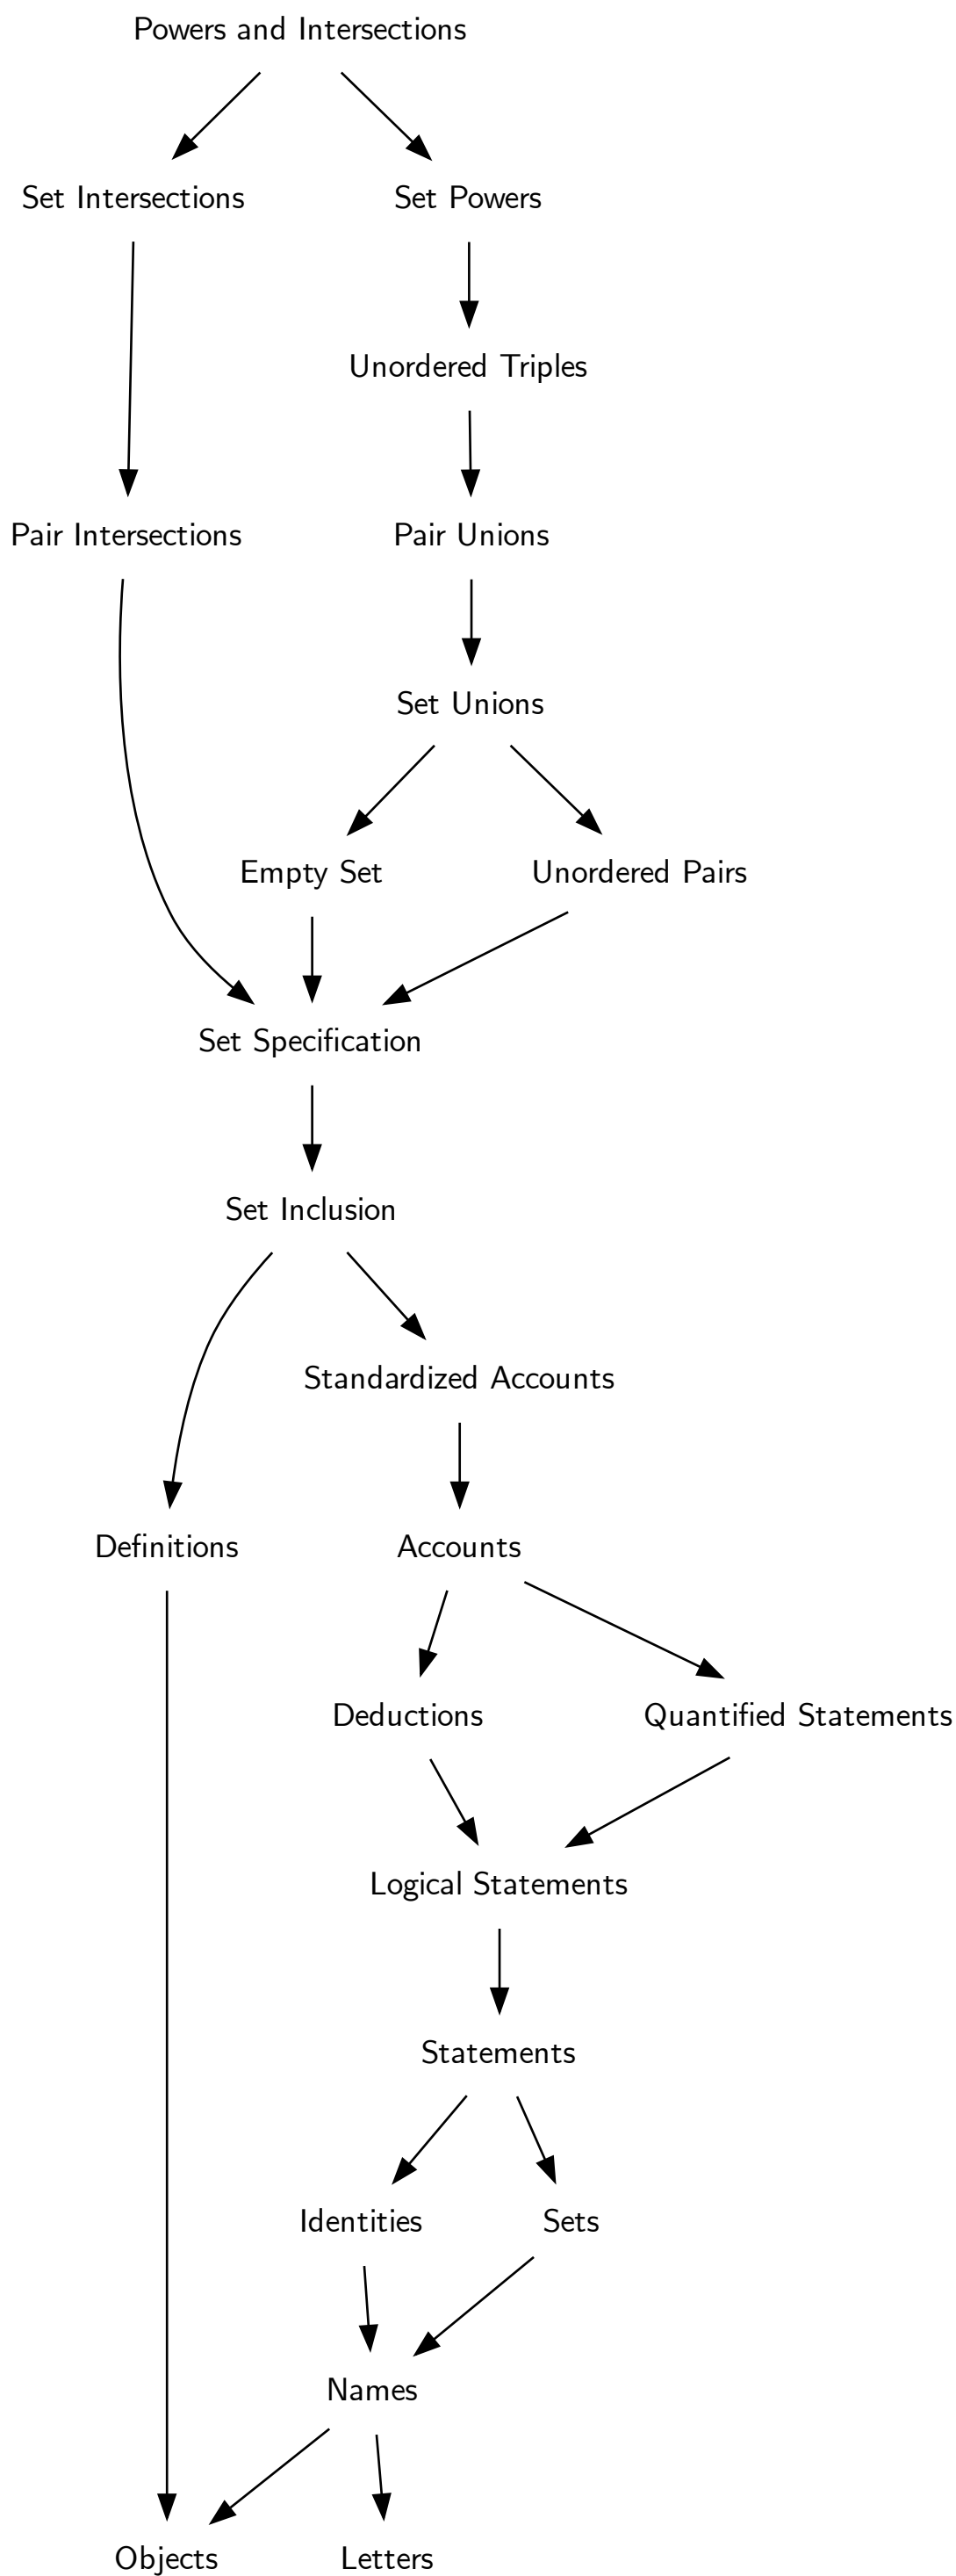 Powers and Intersections
Set Intersections
Set Powers
Unordered Triples
Pair Intersections
Pair Unions
Set Unions
Empty Set
Unordered Pairs
Set Specification
Set Inclusion
Standardized Accounts
Definitions
Accounts
Deductions
Quantified Statements
Logical Statements
Statements
Identities
Sets
Names
Objects
Letters